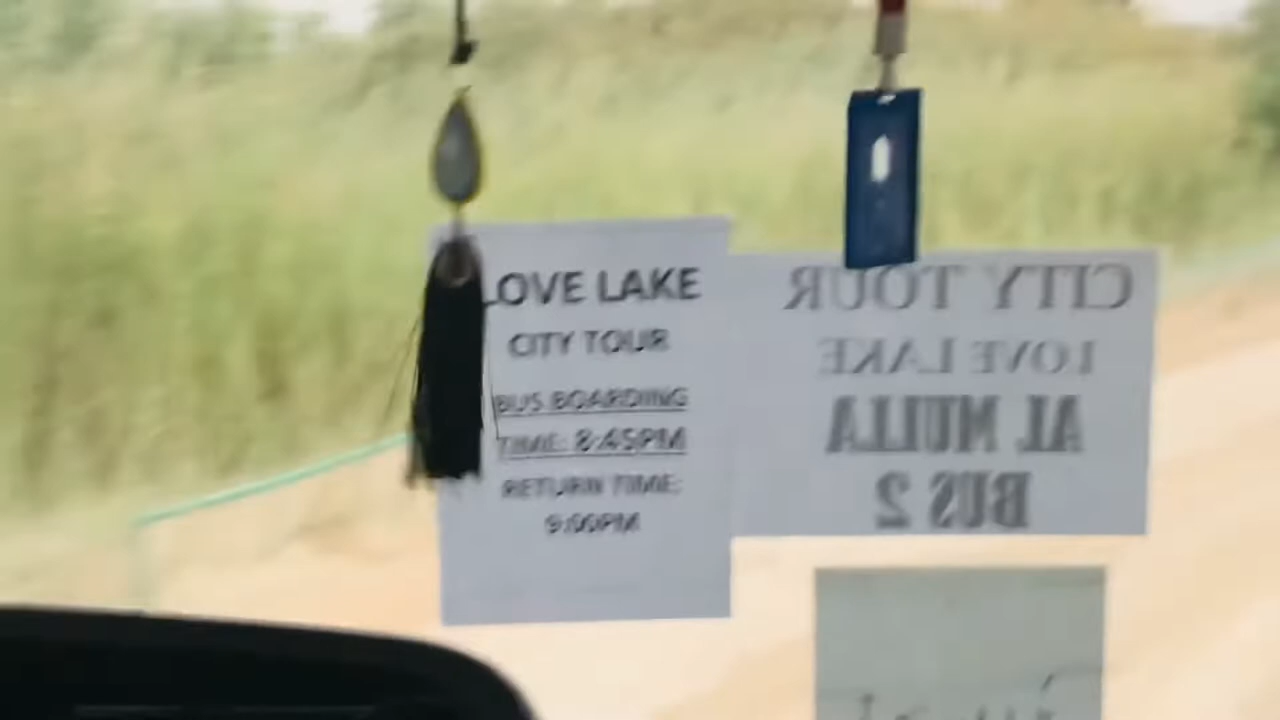 LOVE LAKE
CITY TOUR
BUS BOARDING
TIME: 8:45PM
RETURN TIME:
9:00PM
CITY TOUR
LOVE LAKE
AL MULLA
BUS 2